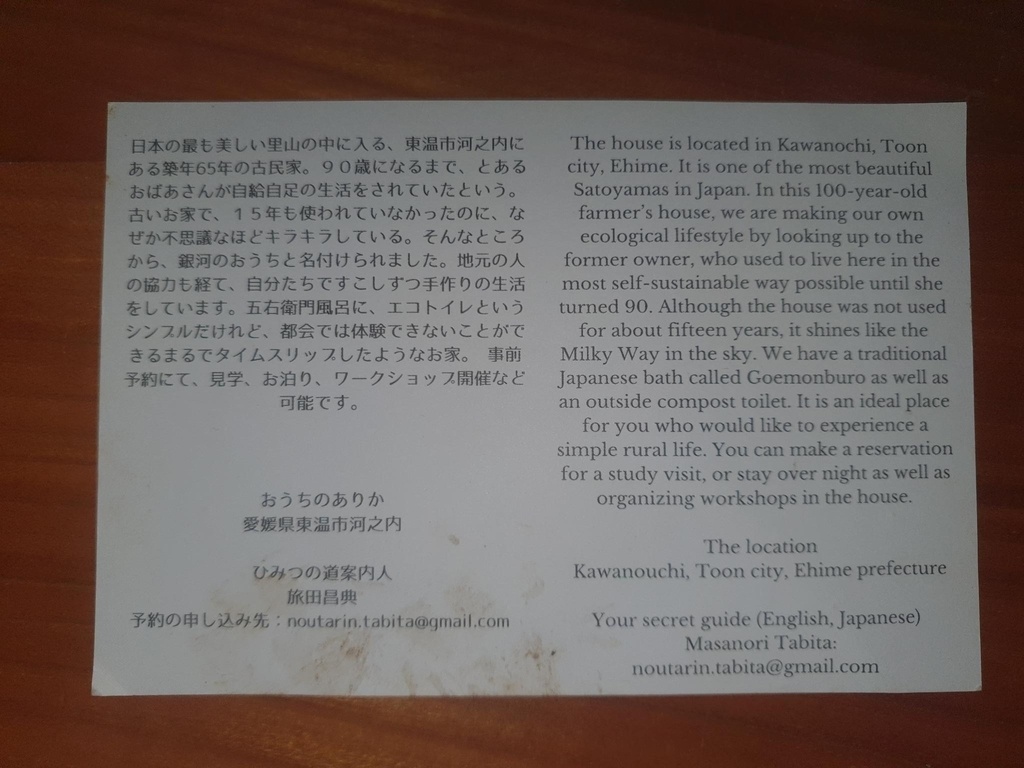 日本の最も美しい里山の中に入る、東温市河之内に
ある築年65年の古民家。９０歳になるまで、とある
おばあさんが自給自足の生活をされていたという。
古いお家で、１５年も使われていなかったのに、な
ぜか不思議なほどキラキラしている。そんなところ
から、銀河のおうちと名付けられました。地元の人
の協力も経て、自分たちですこしずつ手作りの生活
をしています。五右衛門風呂に、エコトイレという
シンプルだけれど、都会では体験できないことがで
きるまるでタイムスリップしたようなお家。 事前
予約にて、見学、お泊り、ワークショップ開催など
可能です。
おうちのありか
愛媛県東温市河之内
ひみつの道案内人
旅田昌典
予約の申し込み先：noutarin.tabita@gmail.com
The house is located in Kawanochi, Toon
city, Ehime. It is one of the most beautiful
Satoyamas in Japan. In this 100-year-old
farmer's house, we are making our own
ecological lifestyle by looking up to the
former owner, who used to live here in the
most self-sustainable way possible until she
turned 90. Although the house was not used
for about fifteen years, it shines like the
Milky Way in the sky. We have a traditional
Japanese bath called Goemonburo as well as
an outside compost toilet. It is an ideal place
for you who would like to experience a
simple rural life. You can make a reservation
for a study visit, or stay over night as well as
organizing workshops in the house.
The location
Kawanouchi, Toon city, Ehime prefecture
Your secret guide (English, Japanese)
Masanori Tabita:
noutarin.tabita@gmail.com